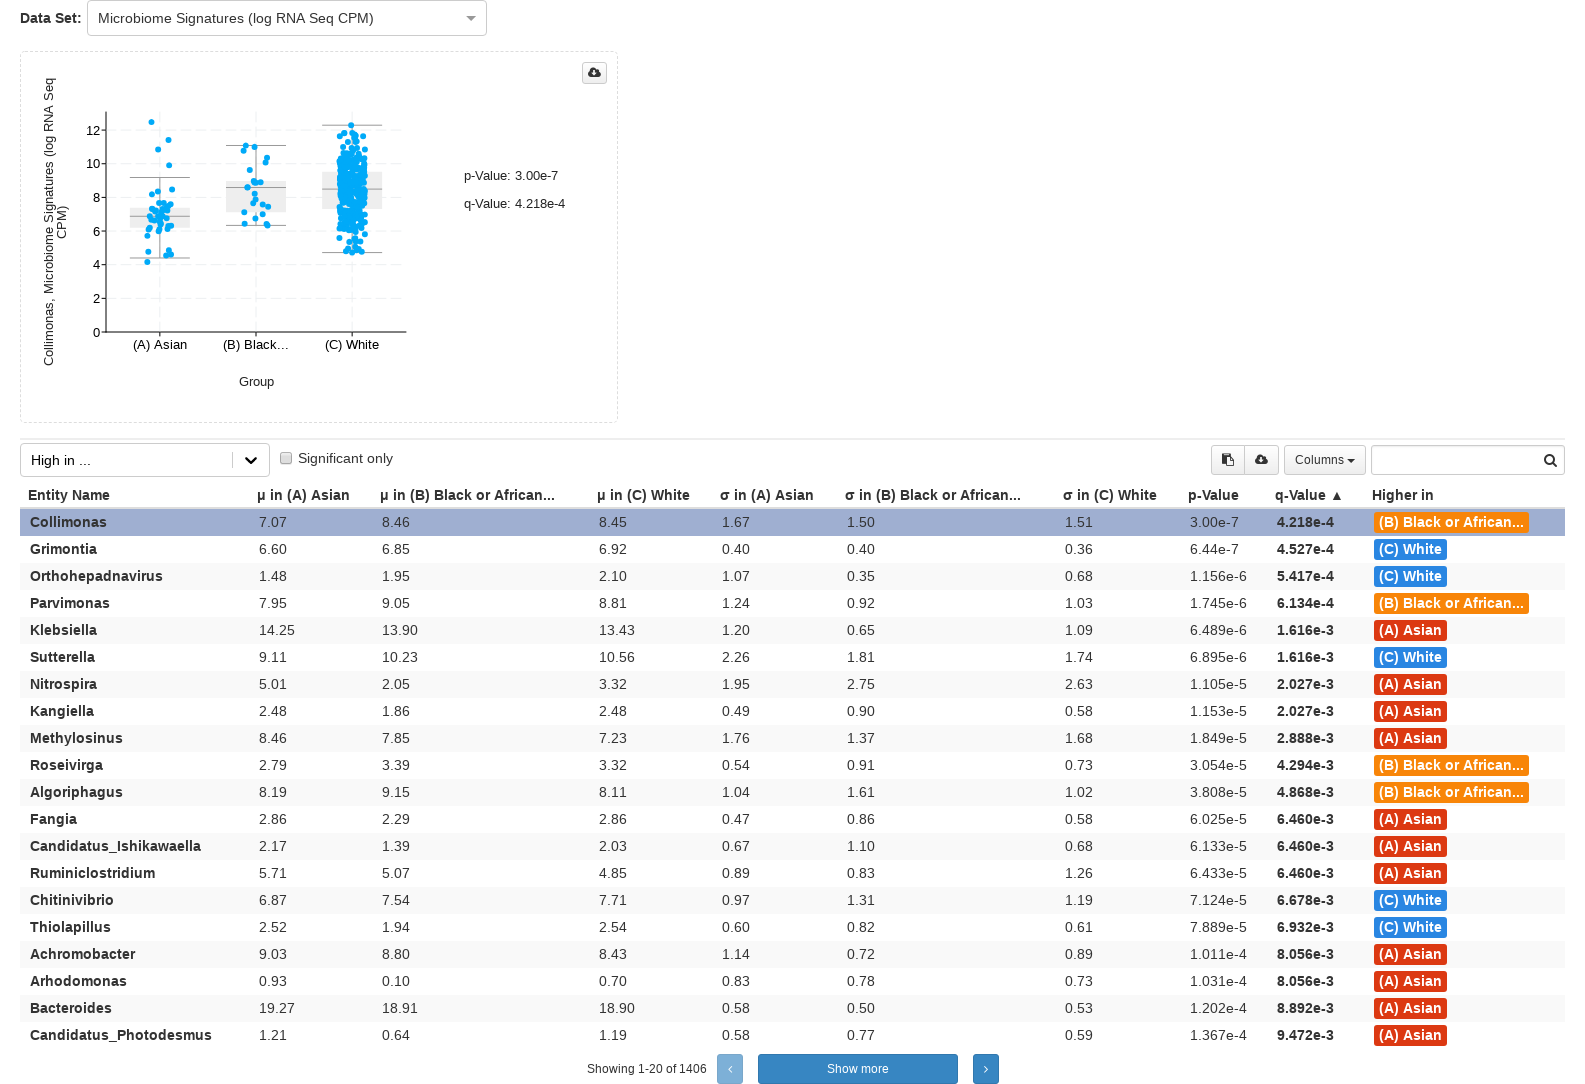 Data Set: Microbiome Signatures (log RNA Seq CPM)
Collimonas, Microbiome Signatures (log RNA Seq
CPM)
12
10
8
6
4
2
0
(A) Asian (B) Black... (C) White
Group
p-Value: 3.00e-7
q-Value: 4.218e-4
High in ... Significant only Columns
Entity Name μ in (A) Asian μ in (B) Black or African... μ in (C) White σ in (A) Asian σ in (B) Black or African... σ in (C) White p-Value q-Value ▲ Higher in
Collimonas 7.07 8.46 8.45 1.67 1.50 1.51 3.00e-7 4.218e-4 (B) Black or African...
Grimontia 6.60 6.85 6.92 0.40 0.40 0.36 6.44e-7 4.527e-4 (C) White
Orthohepadnavirus 1.48 1.95 2.10 1.07 0.35 0.68 1.156e-6 5.417e-4 (C) White
Parvimonas 7.95 9.05 8.81 1.24 0.92 1.03 1.745e-6 6.134e-4 (B) Black or African...
Klebsiella 14.25 13.90 13.43 1.20 0.65 1.09 6.489e-6 1.616e-3 (A) Asian
Sutterella 9.11 10.23 10.56 2.26 1.81 1.74 6.895e-6 1.616e-3 (C) White
Nitrospira 5.01 2.05 3.32 1.95 2.75 2.63 1.105e-5 2.027e-3 (A) Asian
Kangiella 2.48 1.86 2.48 0.49 0.90 0.58 1.153e-5 2.027e-3 (A) Asian
Methylosinus 8.46 7.85 7.23 1.76 1.37 1.68 1.849e-5 2.888e-3 (A) Asian
Roseivirga 2.79 3.39 3.32 0.54 0.91 0.73 3.054e-5 4.294e-3 (B) Black or African...
Algoriphagus 8.19 9.15 8.11 1.04 1.61 1.02 3.808e-5 4.868e-3 (B) Black or African...
Fangia 2.86 2.29 2.86 0.47 0.86 0.58 6.025e-5 6.460e-3 (A) Asian
Candidatus_Ishikawaella 2.17 1.39 2.03 0.67 1.10 0.68 6.133e-5 6.460e-3 (A) Asian
Ruminiclostridium 5.71 5.07 4.85 0.89 0.83 1.26 6.433e-5 6.460e-3 (A) Asian
Chitinivibrio 6.87 7.54 7.71 0.97 1.31 1.19 7.124e-5 6.678e-3 (C) White
Thiolapillus 2.52 1.94 2.54 0.60 0.82 0.61 7.889e-5 6.932e-3 (C) White
Achromobacter 9.03 8.80 8.43 1.14 0.72 0.89 1.011e-4 8.056e-3 (A) Asian
Arhodomonas 0.93 0.10 0.70 0.83 0.78 0.73 1.031e-4 8.056e-3 (A) Asian
Bacteroides 19.27 18.91 18.90 0.58 0.50 0.53 1.202e-4 8.892e-3 (A) Asian
Candidatus_Photodesmus 1.21 0.64 1.19 0.58 0.77 0.59 1.367e-4 9.472e-3 (A) Asian
Showing 1-20 of 1406 ‹ Show more ›